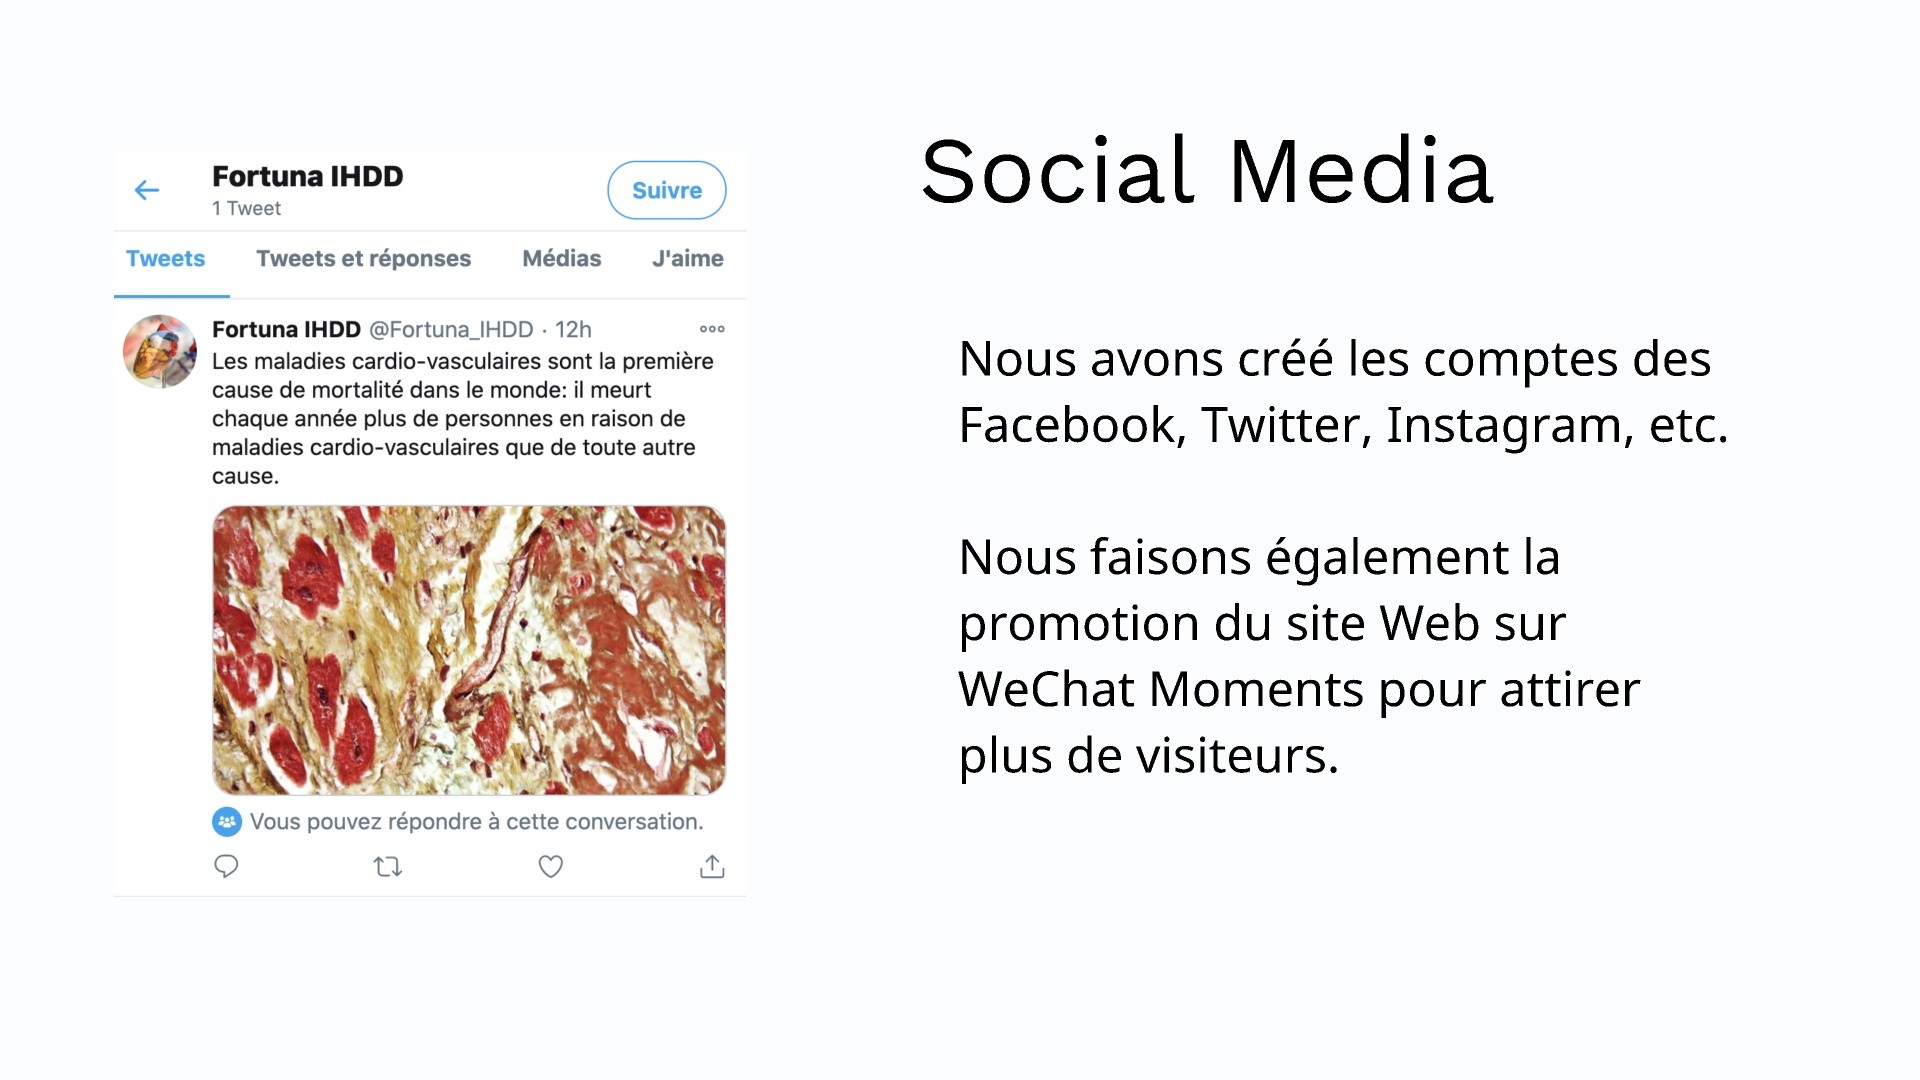 Fortuna IHDD
1 Tweet
Suivre
Tweets
Tweets et réponses
Médias
J'aime
Fortuna IHDD @Fortuna_IHDD · 12h
Les maladies cardio-vasculaires sont la première
cause de mortalité dans le monde: il meurt
chaque année plus de personnes en raison de
maladies cardio-vasculaires que de toute autre
cause.
Vous pouvez répondre à cette conversation.
Social Media
Nous avons créé les comptes des
Facebook, Twitter, Instagram, etc.
Nous faisons également la
promotion du site Web sur
WeChat Moments pour attirer
plus de visiteurs.